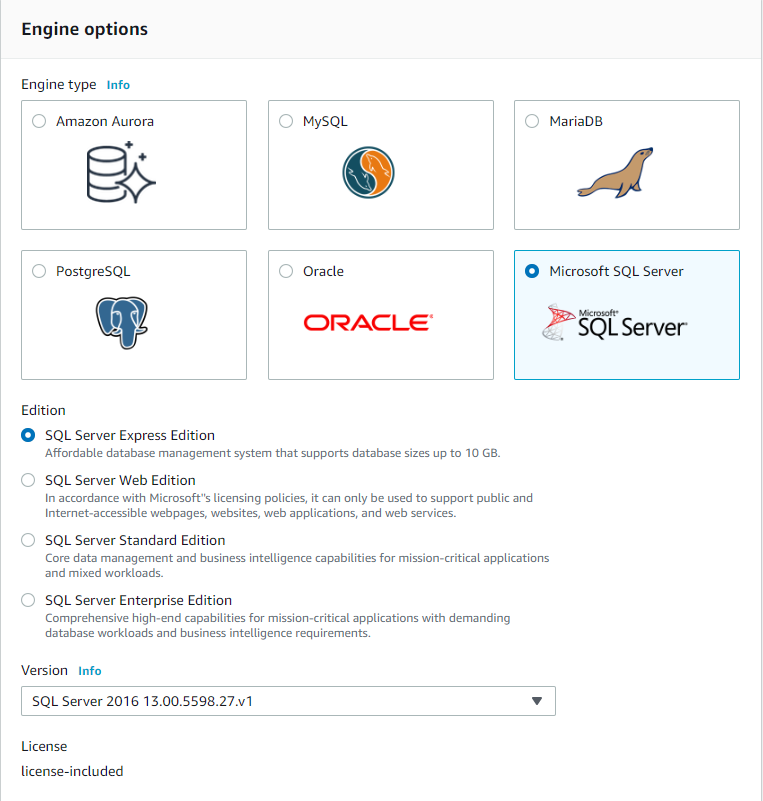 Engine options
Engine type Info
Amazon Aurora
MySQL
MariaDB
PostgreSQL
Oracle
ORACLE®
Microsoft SQL Server
Microsoft®
SQL Server®
Edition
SQL Server Express Edition
Affordable database management system that supports database sizes up to 10 GB.
SQL Server Web Edition
In accordance with Microsoft"s licensing policies, it can only be used to support public and
Internet-accessible webpages, websites, web applications, and web services.
SQL Server Standard Edition
Core data management and business intelligence capabilities for mission-critical applications
and mixed workloads.
SQL Server Enterprise Edition
Comprehensive high-end capabilities for mission-critical applications with demanding
database workloads and business intelligence requirements.
Version Info
SQL Server 2016 13.00.5598.27.v1
License
license-included